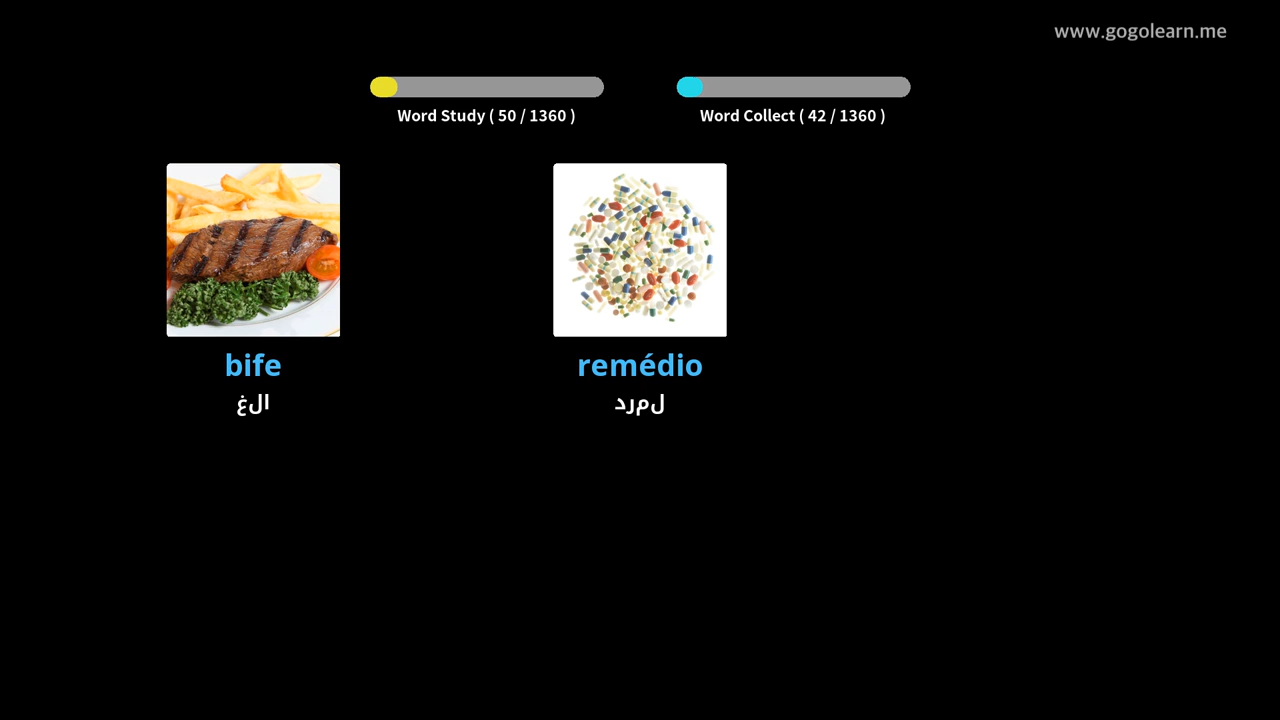 www.gogolearn.me
Word Study ( 50 / 1360 )
Word Collect ( 42 / 1360 )
bife
الغ
remédio
لمرد